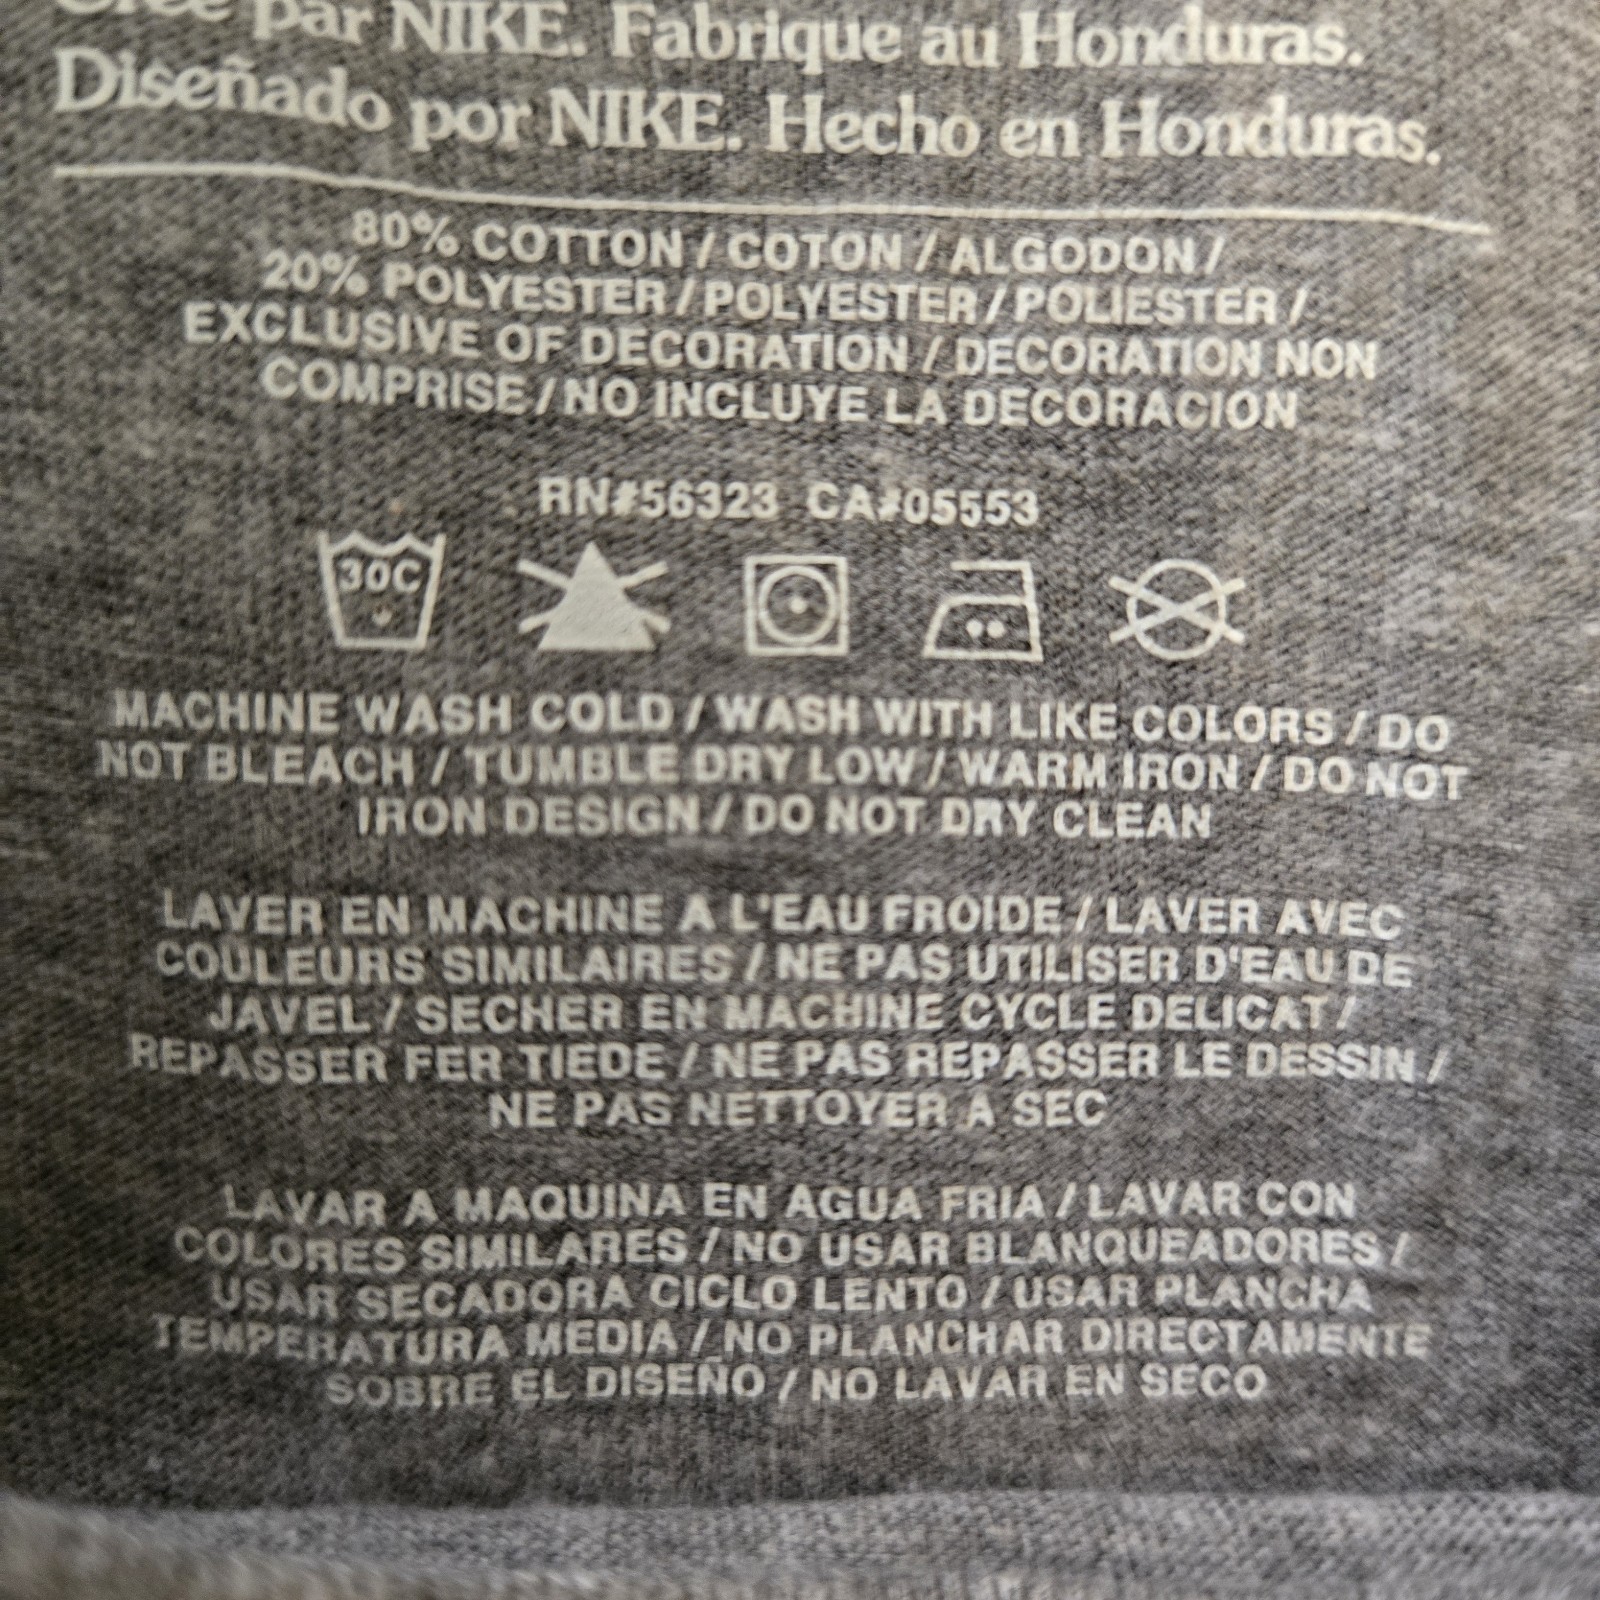 Créé par NIKE. Fabrique au Honduras.
Diseñado por NIKE. Hecho en Honduras.
80% COTTON / COTON / ALGODON /
20% POLYESTER / POLYESTER / POLIESTER /
EXCLUSIVE OF DECORATION / DECORATION NON
COMPRISE / NO INCLUYE LA DECORACION
RN#56323 CA#05553
30C
MACHINE WASH COLD / WASH WITH LIKE COLORS / DO
NOT BLEACH / TUMBLE DRY LOW / WARM IRON / DO NOT
IRON DESIGN / DO NOT DRY CLEAN
LAVER EN MACHINE A L'EAU FROIDE / LAVER AVEC
COULEURS SIMILAIRES / NE PAS UTILISER D'EAU DE
JAVEL / SECHER EN MACHINE CYCLE DELICAT /
REPASSER FER TIEDE / NE PAS REPASSER LE DESSIN /
NE PAS NETTOYER A SEC
LAVAR A MAQUINA EN AGUA FRIA / LAVAR CON
COLORES SIMILARES / NO USAR BLANQUEADORES /
USAR SECADORA CICLO LENTO / USAR PLANCHA
TEMPERATURA MEDIA / NO PLANCHAR DIRECTAMENTE
SOBRE EL DISEÑO / NO LAVAR EN SECO